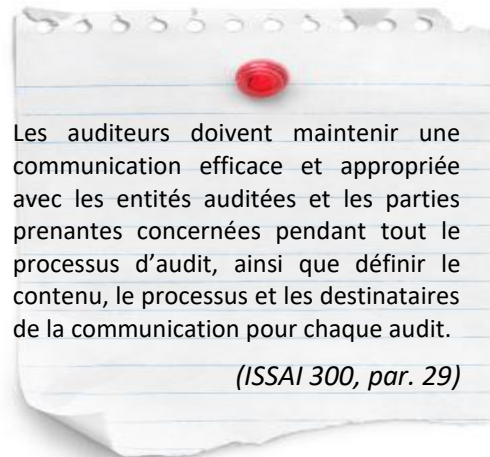 Les auditeurs doivent maintenir une
communication efficace et appropriée
avec les entités auditées et les parties
prenantes concernées pendant tout le
processus d’audit, ainsi que définir le
contenu, le processus et les destinataires
de la communication pour chaque audit.
(ISSAI 300, par. 29)